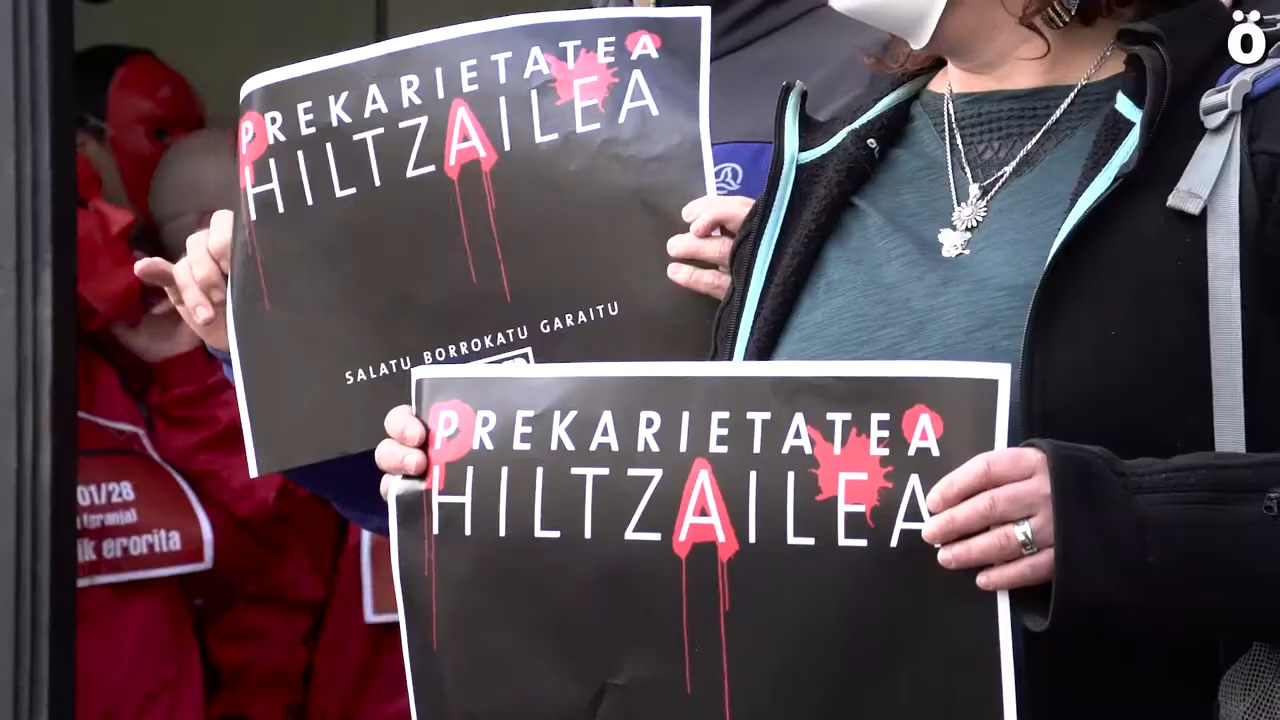 ö
PREKARIETATEA
HILTZAILEA
SALATU BORROKATU GARAITU
PREKARIETATEA
HILTZAILEA
01/28
erorita